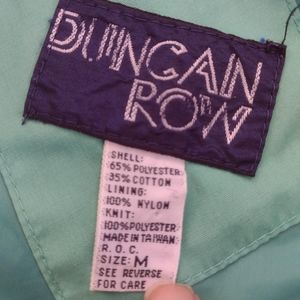 DUNCAN
ROW
SHELL:
65% POLYESTER
35% COTTON
LINING:
100% NYLON
KNIT:
100% POLYESTER
MADE IN TAIWAN
R. O. C.
SIZE: M
SEE REVERSE
FOR CARE